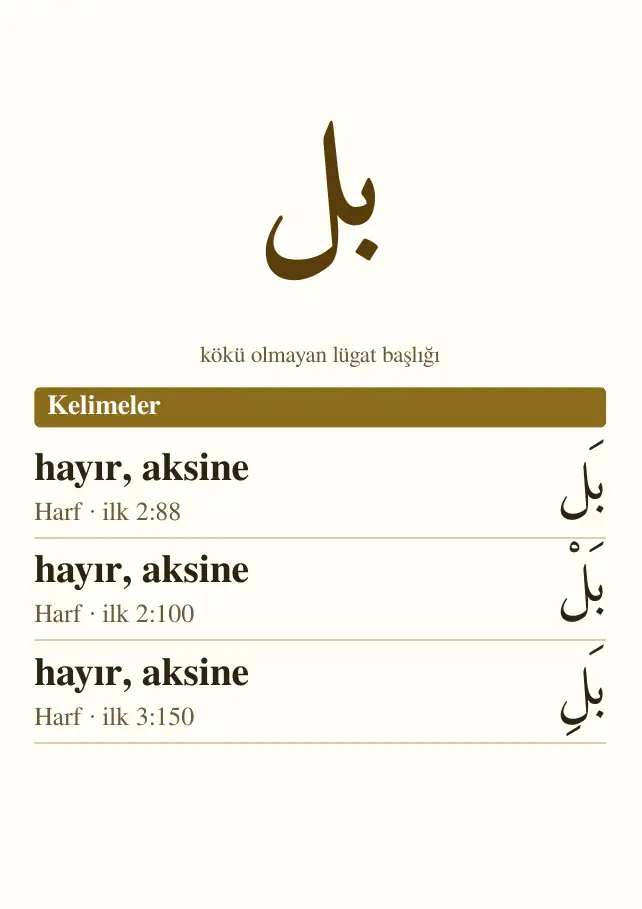 بل
kökü olmayan lügat başlığı
Kelimeler
hayır, aksine بَل
Harf · ilk 2:88
hayır, aksine بَلْ
Harf · ilk 2:100
hayır, aksine بَلِ
Harf · ilk 3:150